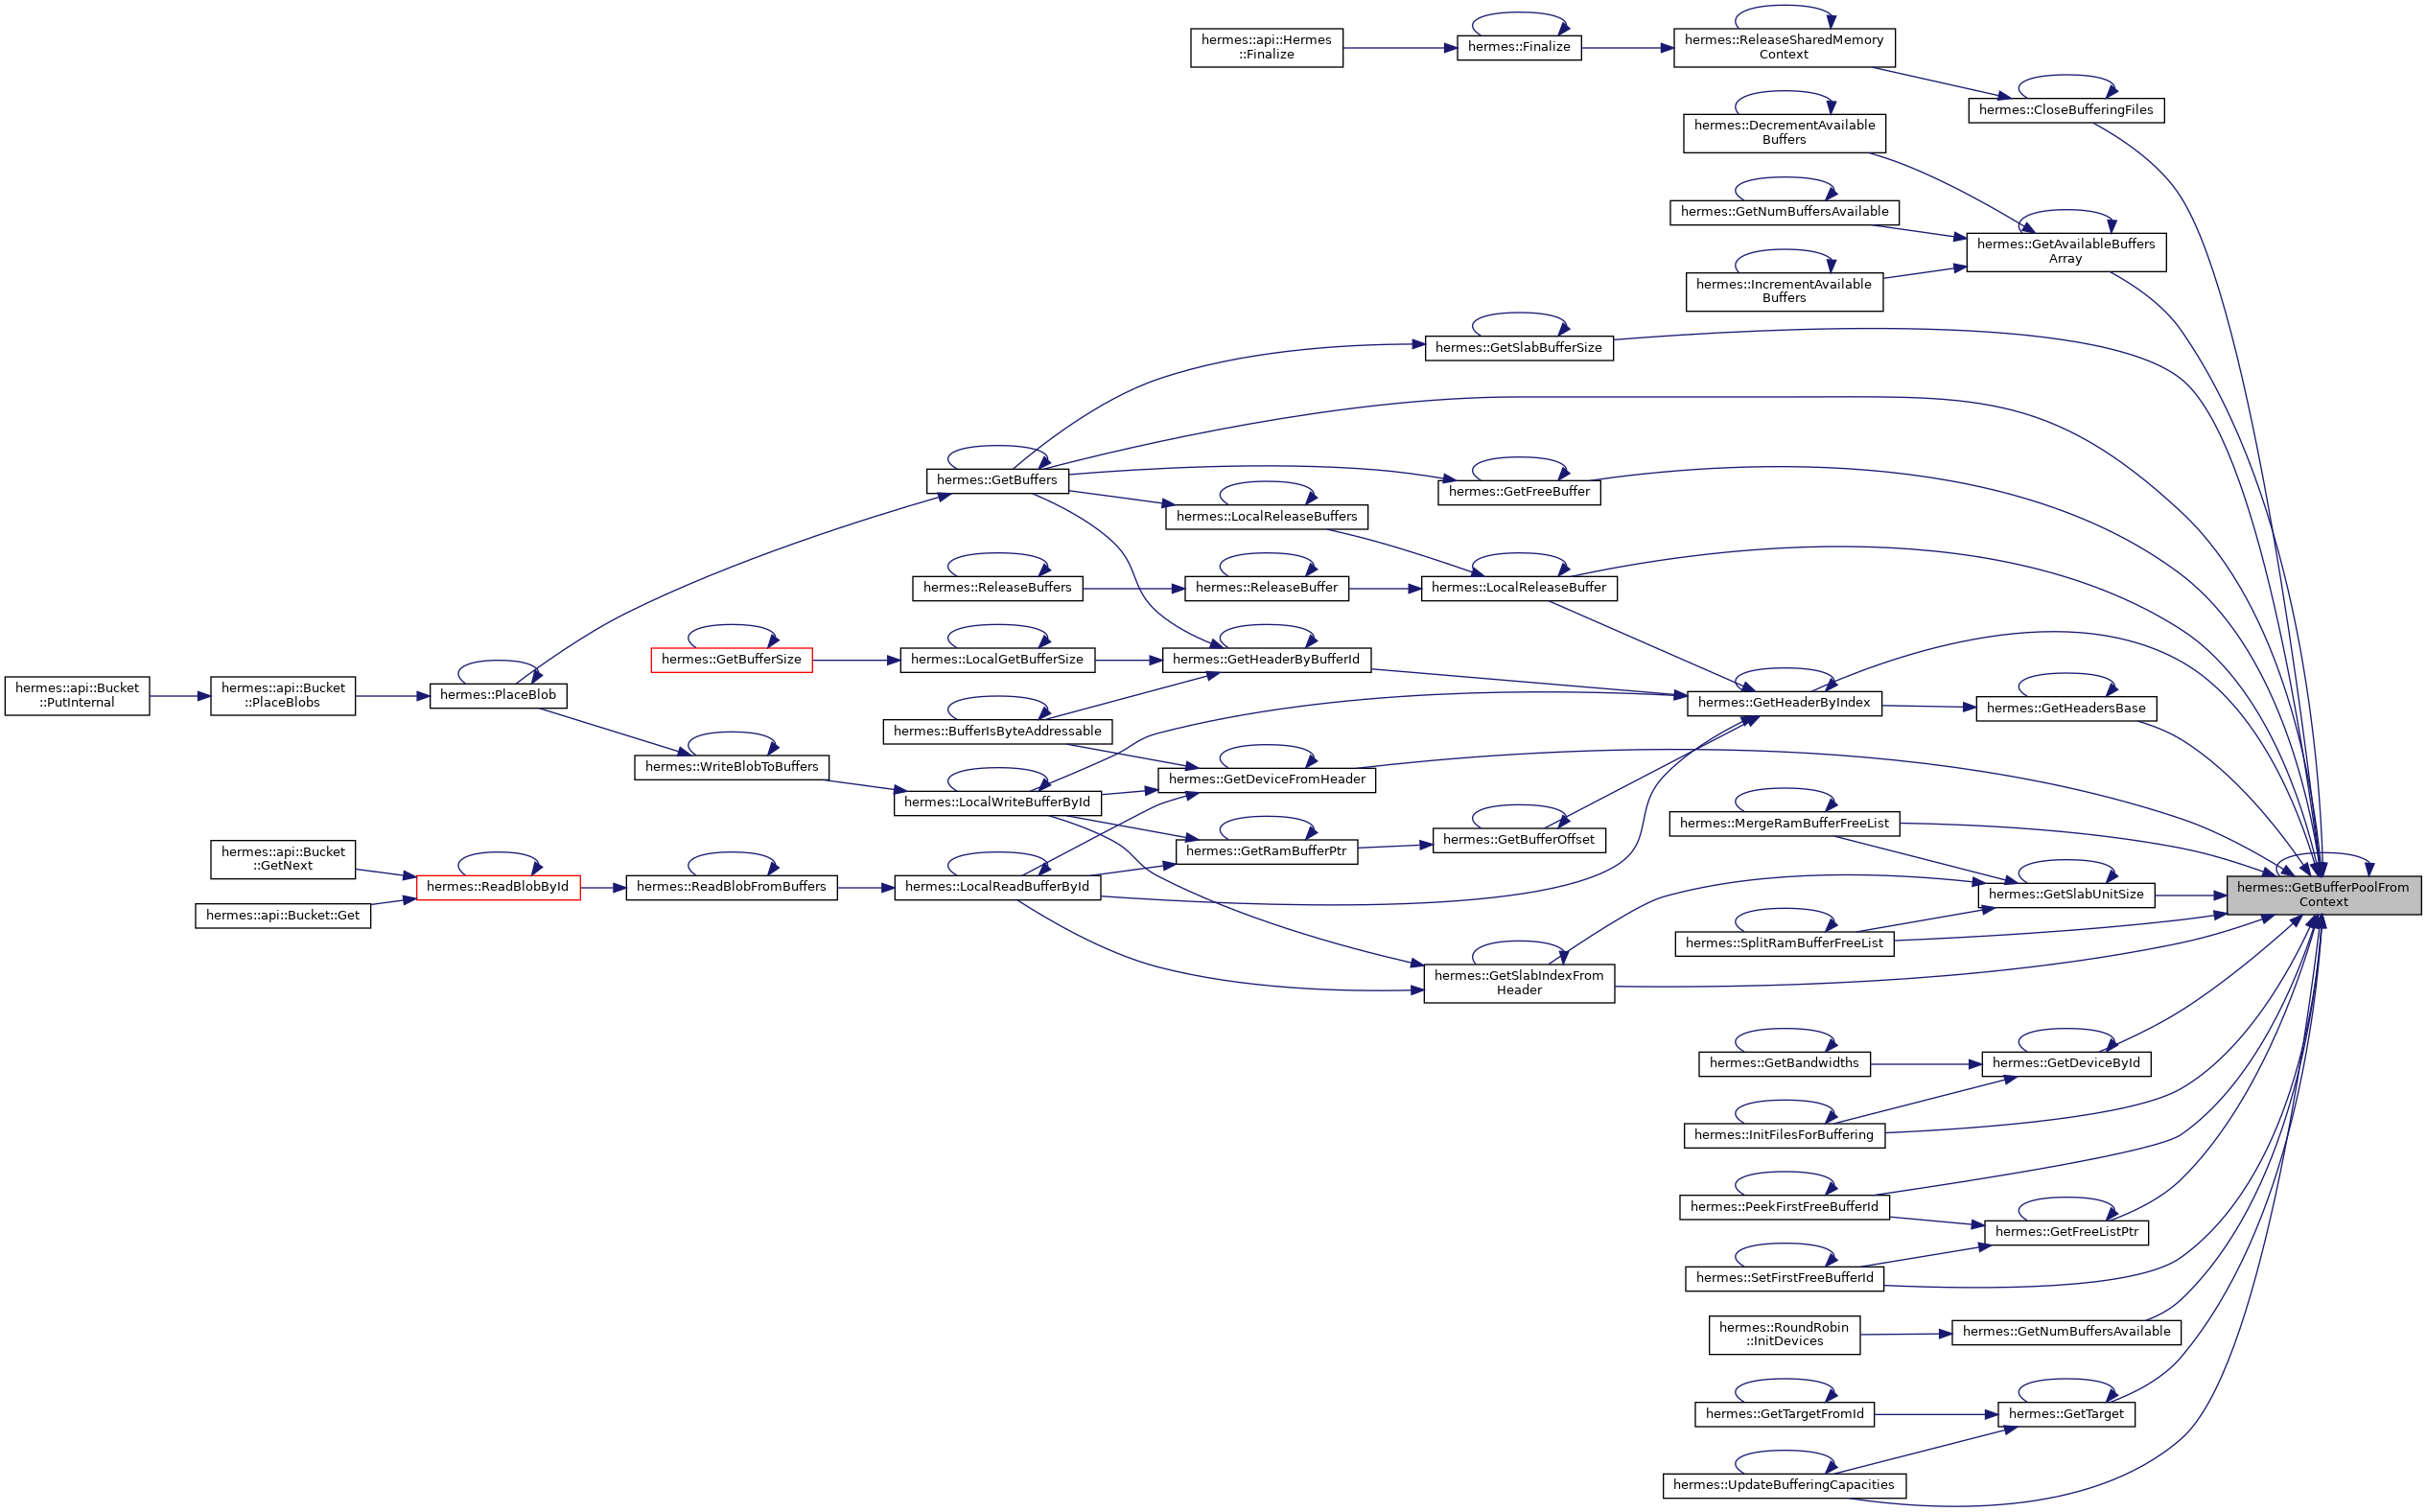 hermes::api::Hermes
::Finalize
hermes::Finalize
hermes::ReleaseSharedMemory
Context
hermes::CloseBufferingFiles
hermes::DecrementAvailable
Buffers
hermes::GetNumBuffersAvailable
hermes::GetAvailableBuffers
Array
hermes::IncrementAvailable
Buffers
hermes::GetSlabBufferSize
hermes::GetBuffers
hermes::GetFreeBuffer
hermes::LocalReleaseBuffers
hermes::ReleaseBuffers
hermes::ReleaseBuffer
hermes::LocalReleaseBuffer
hermes::GetBufferSize
hermes::LocalGetBufferSize
hermes::GetHeaderByBufferId
hermes::api::Bucket
::PutInternal
hermes::api::Bucket
::PlaceBlobs
hermes::PlaceBlob
hermes::GetHeaderByIndex
hermes::GetHeadersBase
hermes::BufferIsByteAddressable
hermes::WriteBlobToBuffers
hermes::GetDeviceFromHeader
hermes::LocalWriteBufferById
hermes::MergeRamBufferFreeList
hermes::GetBufferOffset
hermes::GetRamBufferPtr
hermes::api::Bucket
::GetNext
hermes::ReadBlobById
hermes::ReadBlobFromBuffers
hermes::LocalReadBufferById
hermes::GetSlabUnitSize
hermes::GetBufferPoolFrom
Context
hermes::api::Bucket::Get
hermes::SplitRamBufferFreeList
hermes::GetSlabIndexFrom
Header
hermes::GetBandwidths
hermes::GetDeviceById
hermes::InitFilesForBuffering
hermes::PeekFirstFreeBufferId
hermes::GetFreeListPtr
hermes::SetFirstFreeBufferId
hermes::RoundRobin
::InitDevices
hermes::GetNumBuffersAvailable
hermes::GetTargetFromId
hermes::GetTarget
hermes::UpdateBufferingCapacities